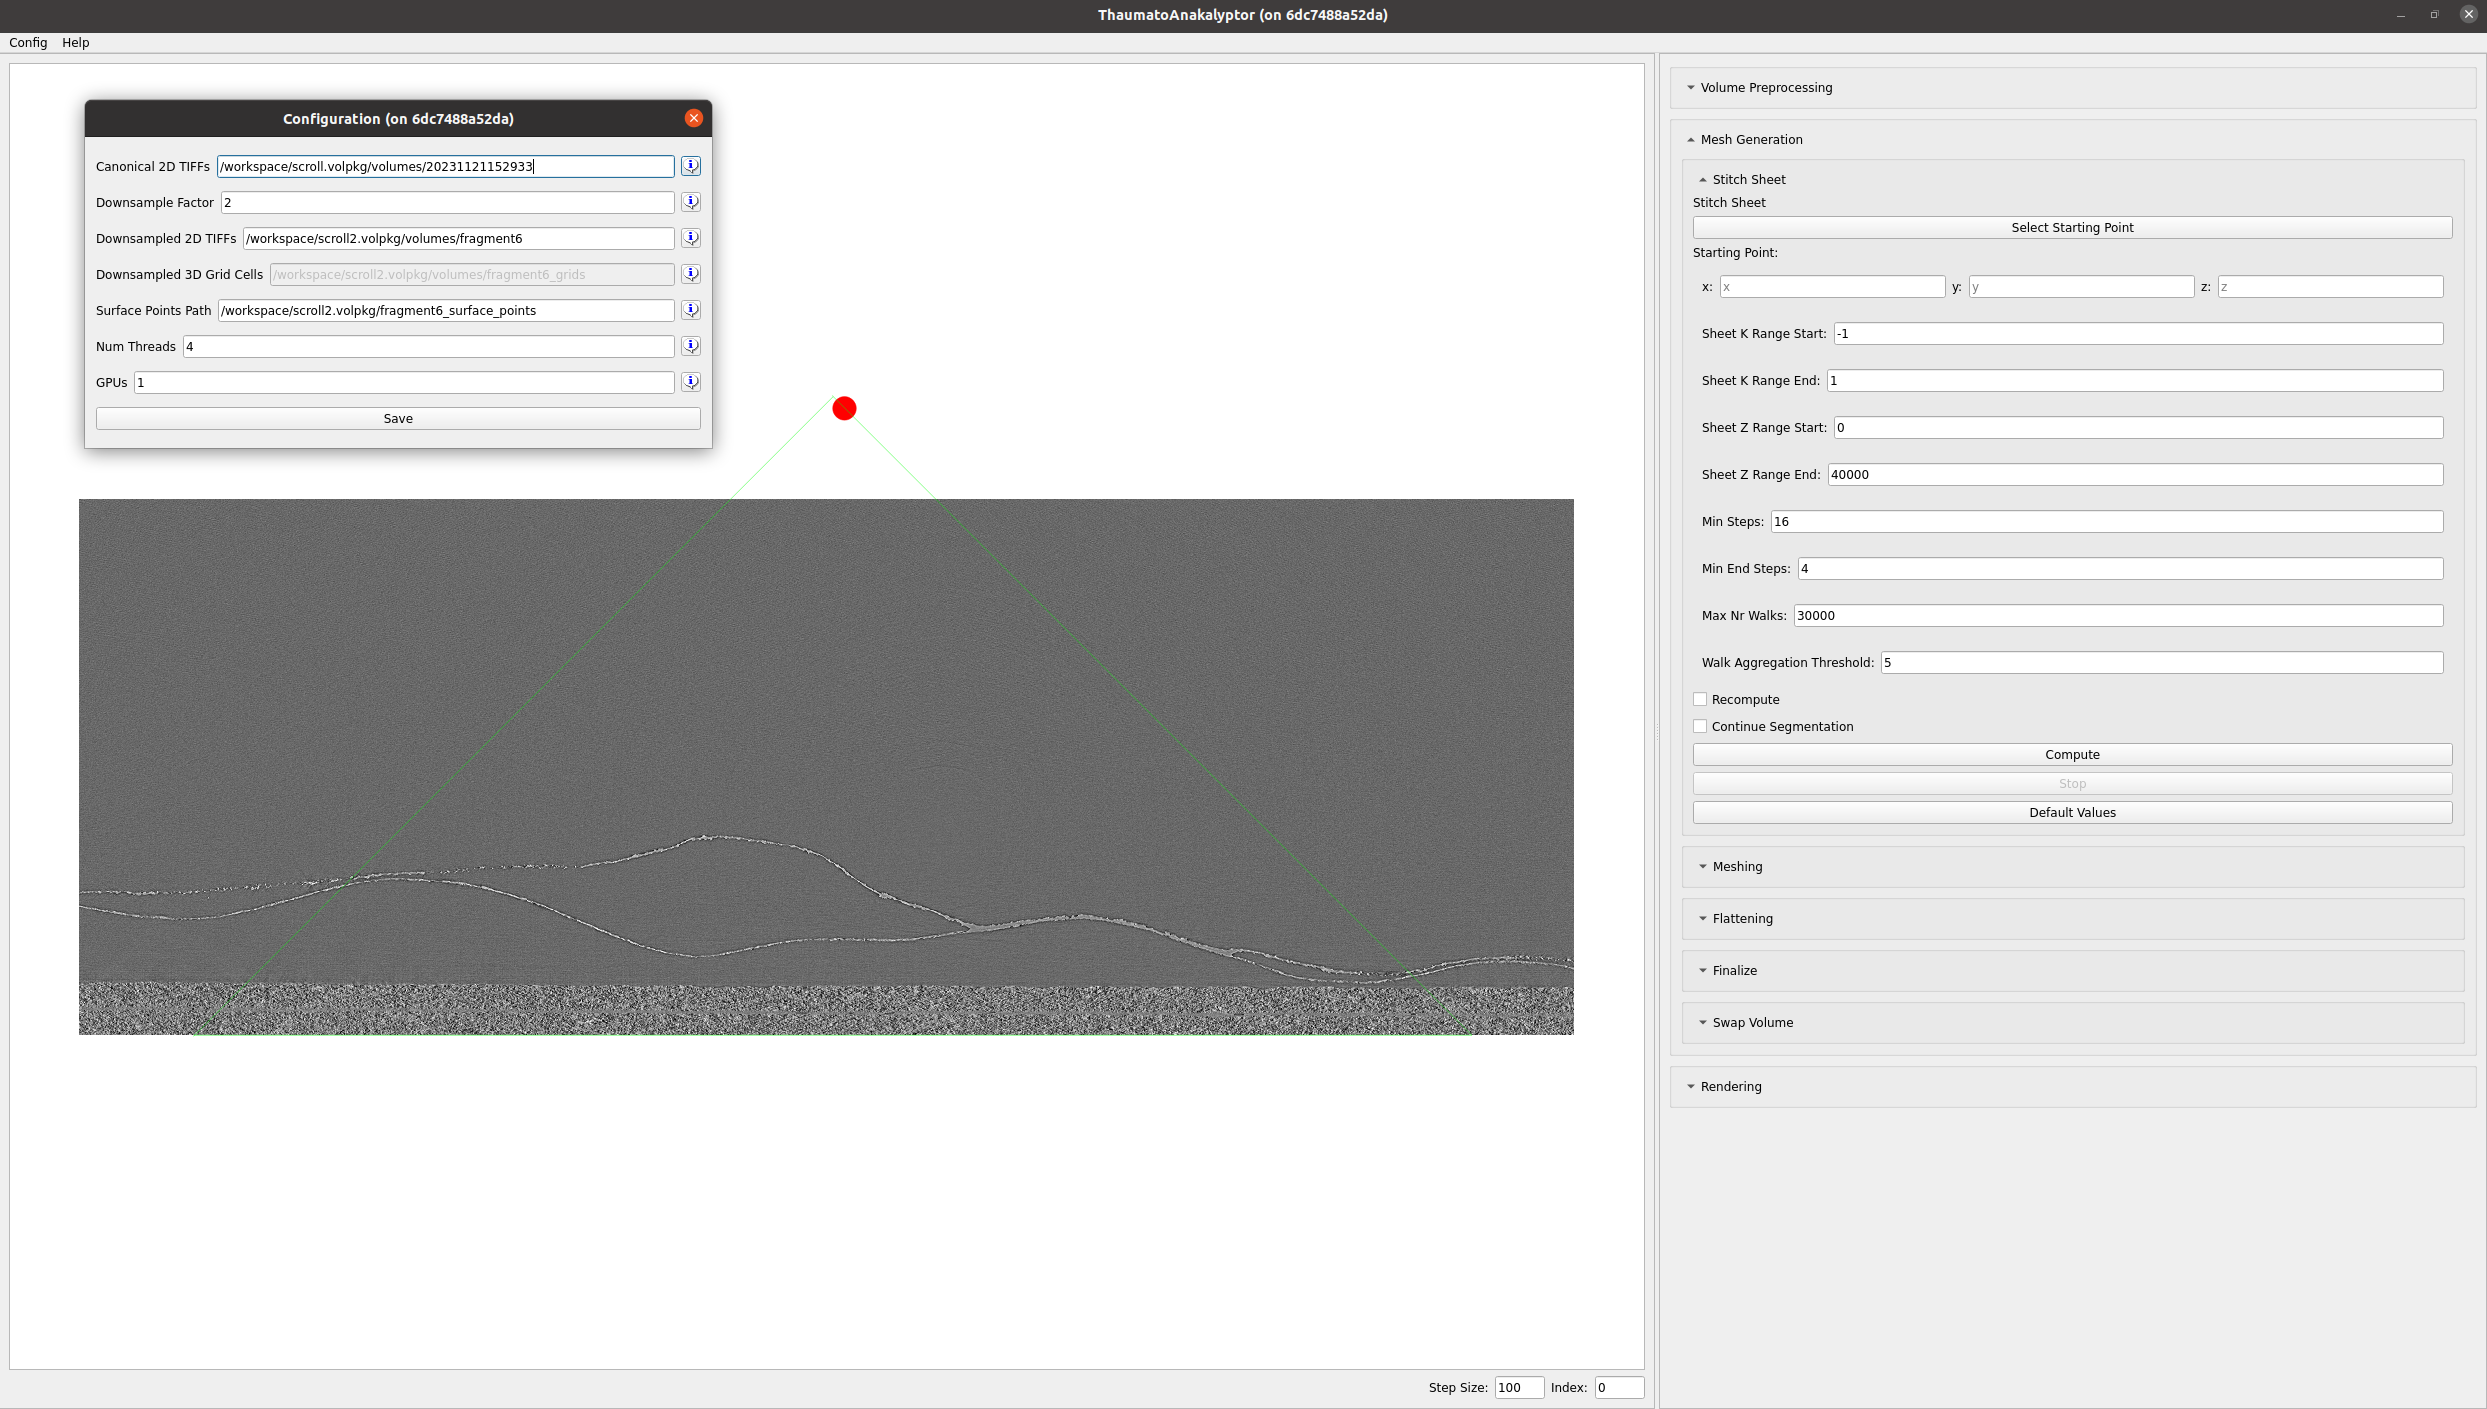 ThaumatoAnakalyptor (on 6dc7488a52da)
Config Help
Configuration (on 6dc7488a52da)
Canonical 2D TIFFs /workspace/scroll.volpkg/volumes/20231121152933
Downsample Factor 2
Downsampled 2D TIFFs /workspace/scroll2.volpkg/volumes/fragment6
Downsampled 3D Grid Cells /workspace/scroll2.volpkg/volumes/fragment6_grids
Surface Points Path /workspace/scroll2.volpkg/fragment6_surface_points
Num Threads 4
GPUs 1
Save
Step Size: 100 Index: 0
Volume Preprocessing
Mesh Generation
Stitch Sheet
Stitch Sheet
Select Starting Point
Starting Point:
x: x y: y z: z
Sheet K Range Start: -1
Sheet K Range End: 1
Sheet Z Range Start: 0
Sheet Z Range End: 40000
Min Steps: 16
Min End Steps: 4
Max Nr Walks: 30000
Walk Aggregation Threshold: 5
Recompute
Continue Segmentation
Compute
Stop
Default Values
Meshing
Flattening
Finalize
Swap Volume
Rendering